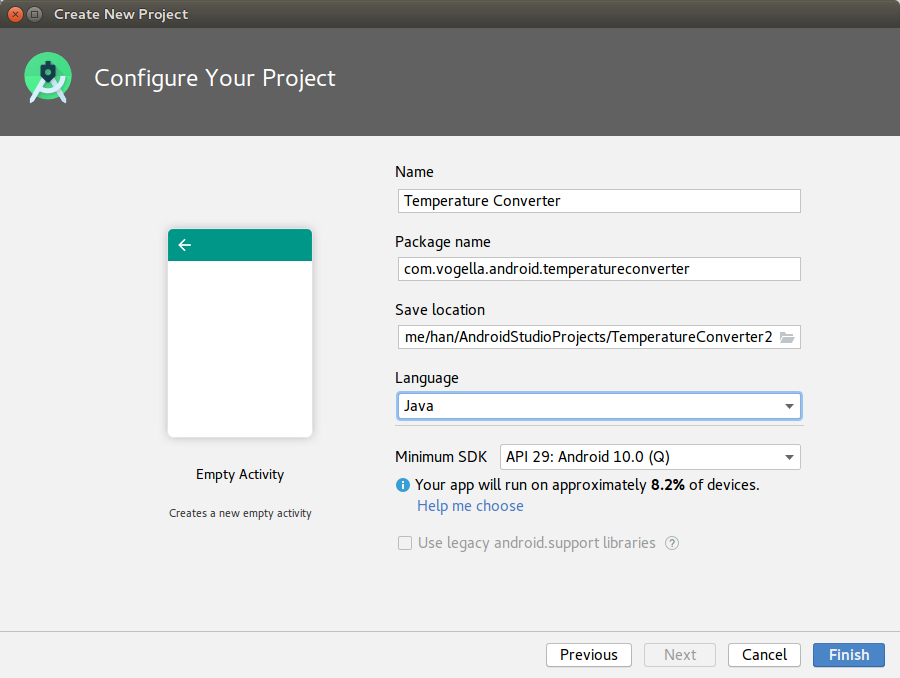 Create New Project
Configure Your Project
Name
Temperature Converter
Package name
com.vogella.android.temperatureconverter
Save location
me/han/AndroidStudioProjects/TemperatureConverter2
Language
Java
Empty Activity
Creates a new empty activity
Minimum SDK API 29: Android 10.0 (Q)
Your app will run on approximately 8.2% of devices.
Help me choose
Use legacy android.support libraries ?
Previous Next Cancel Finish